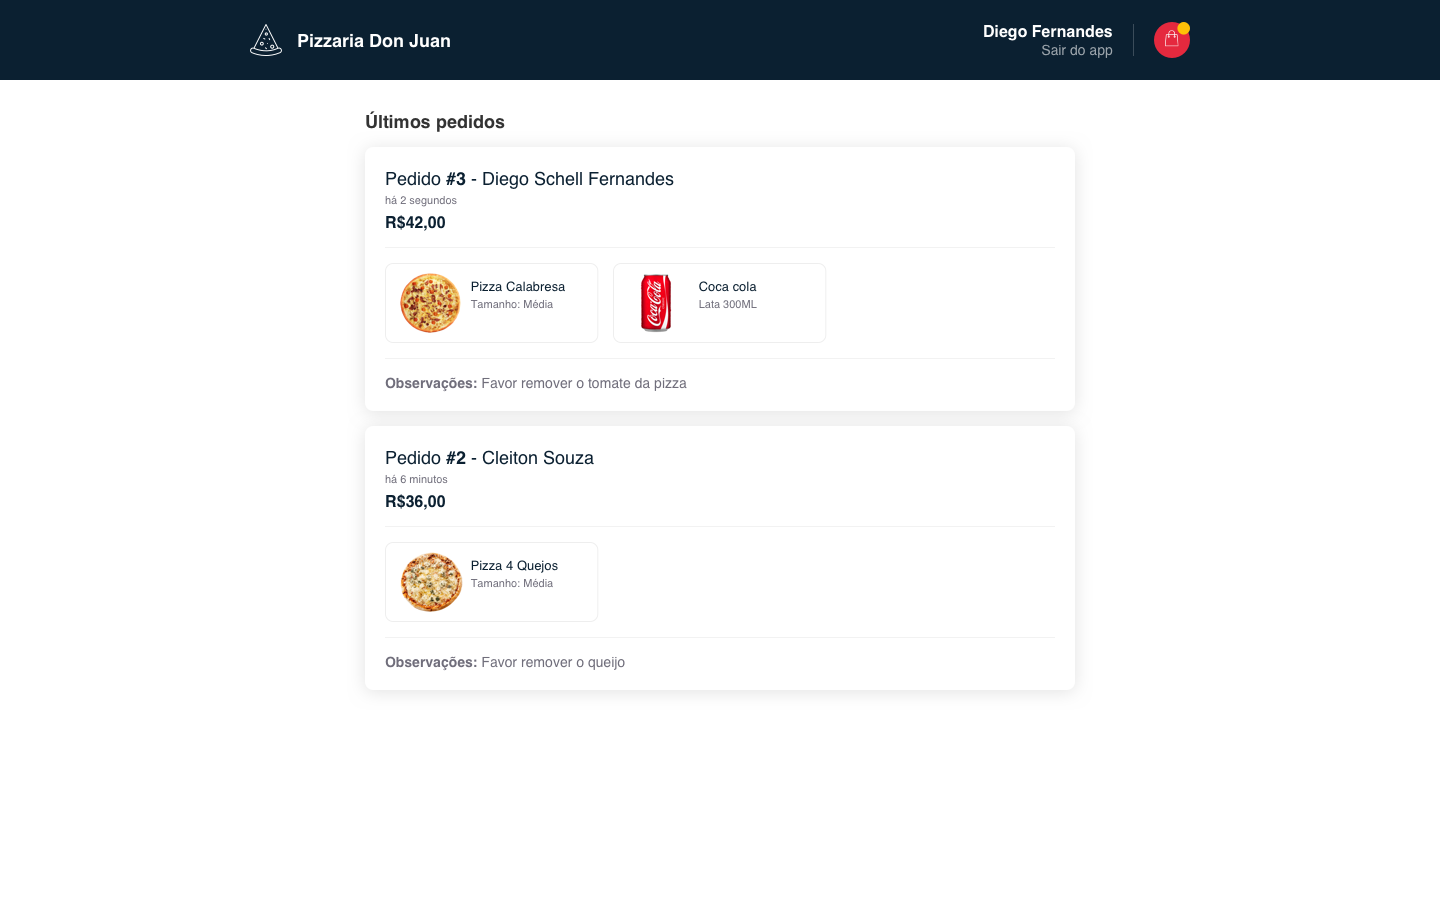 Pizzaria Don Juan
Diego Fernandes
Sair do app
Últimos pedidos
Pedido #3 - Diego Schell Fernandes
há 2 segundos
R$42,00
Pizza Calabresa
Tamanho: Média
Coca cola
Lata 300ML
Coca-Cola
Observações: Favor remover o tomate da pizza
Pedido #2 - Cleiton Souza
há 6 minutos
R$36,00
Pizza 4 Quejos
Tamanho: Média
Observações: Favor remover o queijo